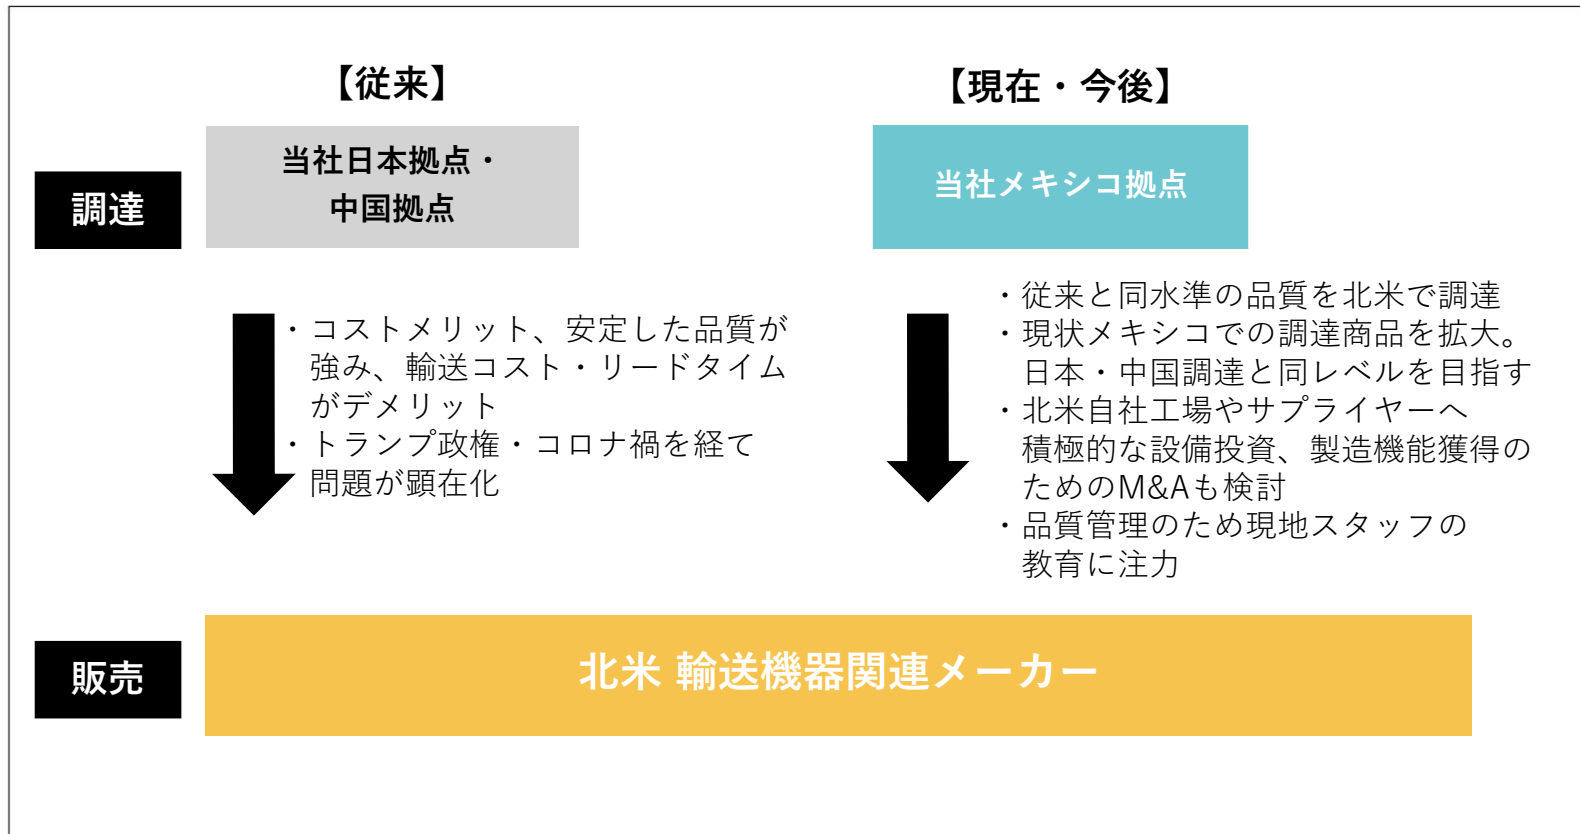 【従来】
【現在・今後】
調達
当社日本拠点・
中国拠点
当社メキシコ拠点
・コストメリット、安定した品質が
強み、輸送コスト・リードタイム
がデメリット
・トランプ政権・コロナ禍を経て
問題が顕在化
・従来と同水準の品質を北米で調達
・現状メキシコでの調達商品を拡大。
日本・中国調達と同レベルを目指す
・北米自社工場やサプライヤーへ
積極的な設備投資、製造機能獲得の
ためのM&Aも検討
・品質管理のため現地スタッフの
教育に注力
販売
北米 輸送機器関連メーカー